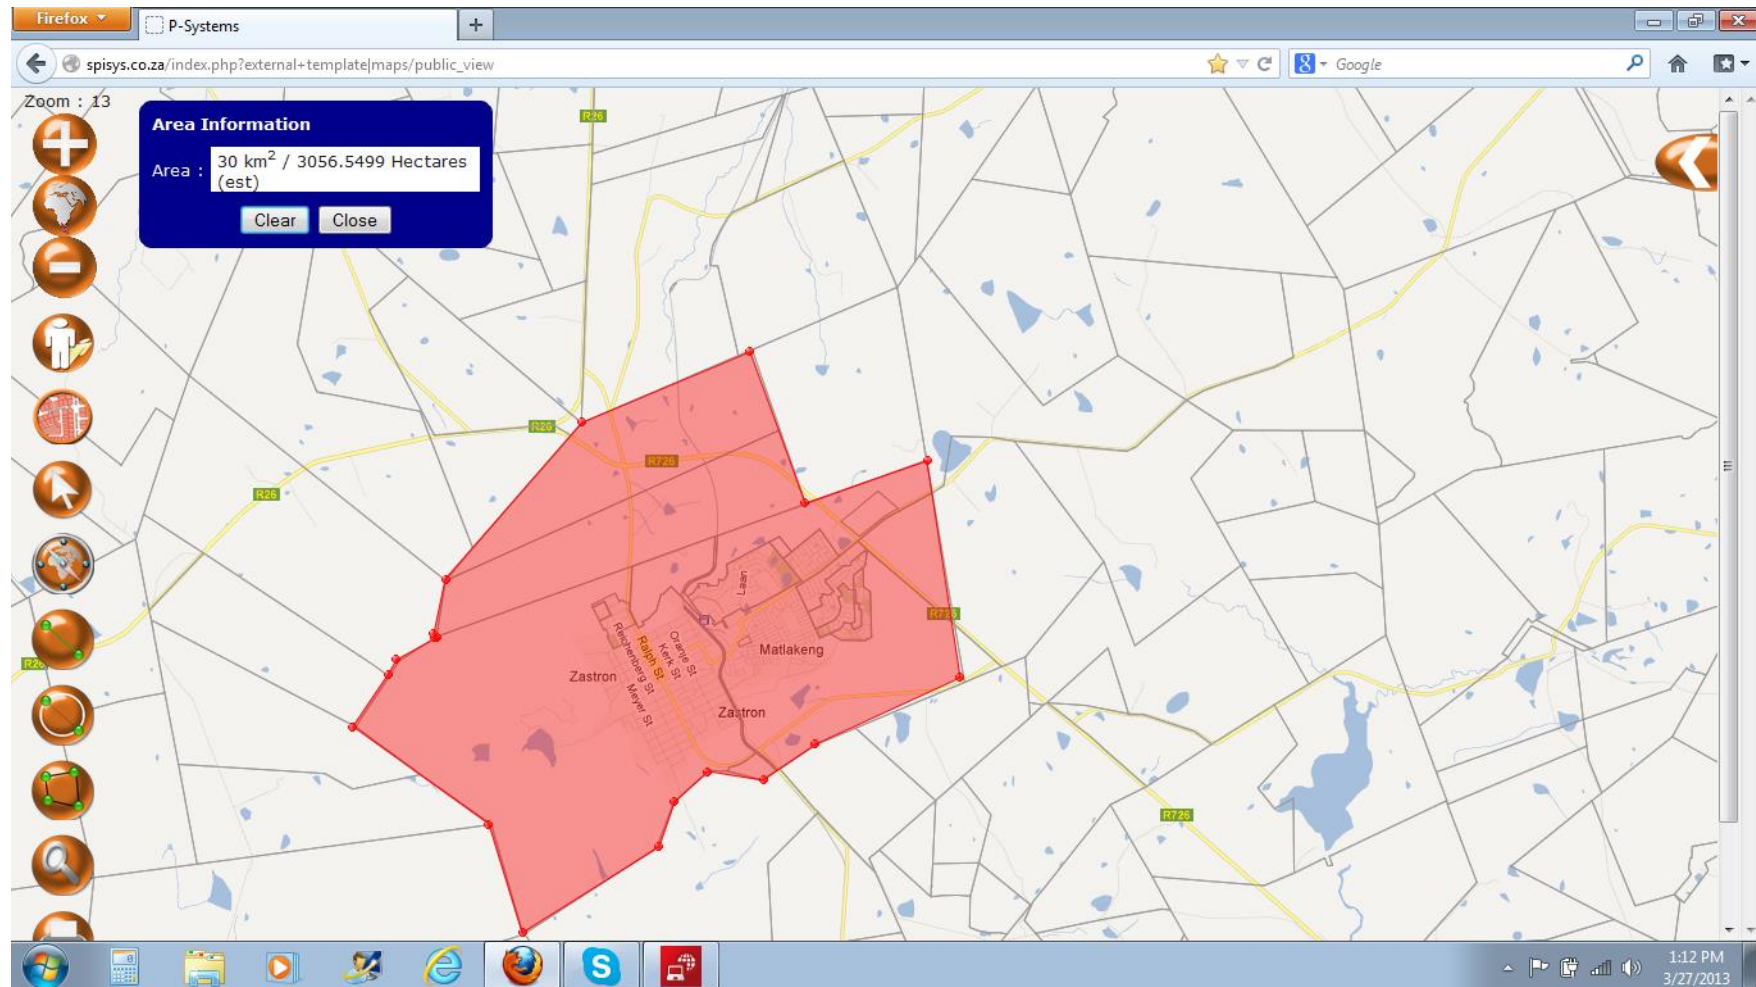 Firefox
P-Systems
spisys.co.za/index.php?external+template|maps/public_view
Google
Zoom : 13
Area Information
Area :
30 km² / 3056.5499 Hectares
(est)
Clear
Close
R26
R26
R726
R26
R26
R726
R726
Laan
Matlakeng
Reichenberg St
Ralph St.
Oranje St.
Kerk St
Meyer St
Zastron
Zastron
1:12 PM
3/27/2013